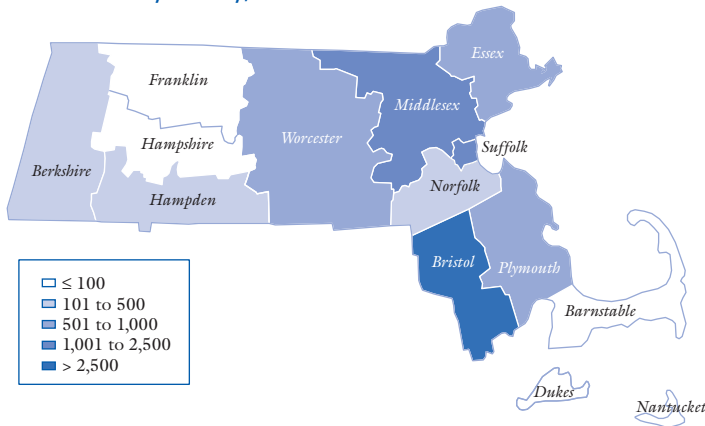 Essex
Franklin
Middlesex
Worcester
Hampshire
Suffolk
Berkshire
Norfolk
Hampden
Bristol
Plymouth
≤ 100
101 to 500
501 to 1,000
1,001 to 2,500
> 2,500
Barnstable
Dukes
Nantucket